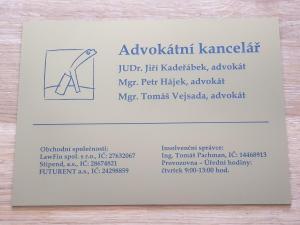 Advokátní kancelář
JUDr. Jiří Kadeřábek, advokát
Mgr. Petr Hájek, advokát
Mgr. Tomáš Vejsada, advokát
Obchodní společnosti:
LawFin spol. s r.o., IČ: 27632067
Stipend, a.s., IČ: 28674821
FUTURENT a.s., IČ: 24298859
Insolvenční správce:
Ing. Tomáš Pachman, IČ: 14468913
Provozovna – Úřední hodiny:
čtvrtek 9:00-13:00 hod.